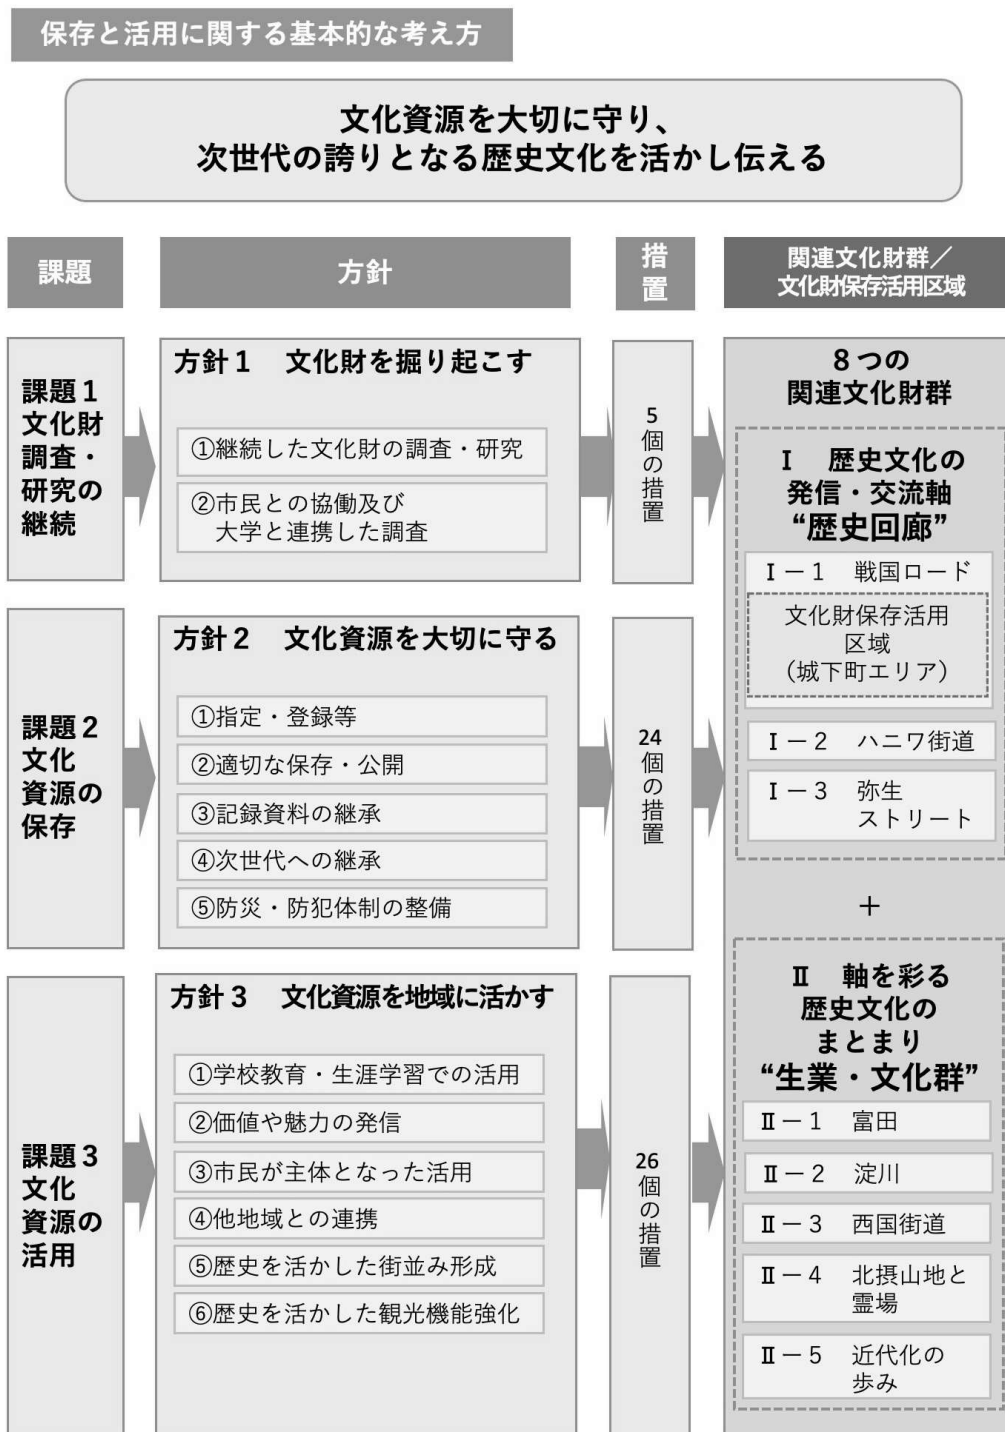 保存と活用に関する基本的な考え方
文化資源を大切に守り、
次世代の誇りとなる歴史文化を活かし伝える
課題
方針
措
置
関連文化財群／
文化財保存活用区域
課題1
文化財
調査・
研究の
継続
方針1　文化財を掘り起こす
①継続した文化財の調査・研究
②市民との協働及び
大学と連携した調査
5個の措置
課題2
文化
資源の
保存
方針2　文化資源を大切に守る
①指定・登録等
②適切な保存・公開
③記録資料の継承
④次世代への継承
⑤防災・防犯体制の整備
24個の措置
課題3
文化
資源の
活用
方針3　文化資源を地域に活かす
①学校教育・生涯学習での活用
②価値や魅力の発信
③市民が主体となった活用
④他地域との連携
⑤歴史を活かした街並み形成
⑥歴史を活かした観光機能強化
26個の措置
8つの
関連文化財群
Ⅰ　歴史文化の
発信・交流軸
“歴史回廊”
Ⅰ－1　戦国ロード
文化財保存活用
区域
（城下町エリア）
Ⅰ－2　ハニワ街道
Ⅰ－3　弥生
ストリート
＋
Ⅱ　軸を彩る
歴史文化の
まとまり
“生業・文化群”
Ⅱ－1　富田
Ⅱ－2　淀川
Ⅱ－3　西国街道
Ⅱ－4　北摂山地と
霊場
Ⅱ－5　近代化の
歩み